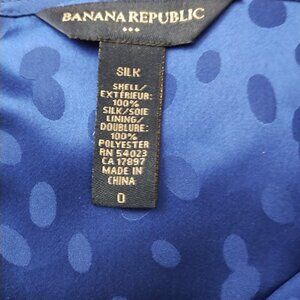 BANANA REPUBLIC
SILK
SHELL/
EXTÉRIEUR:
100%
SILK/SOIE
LINING/
DOUBLURE:
100%
POLYESTER
RN 54023
CA 17897
MADE IN
CHINA
0